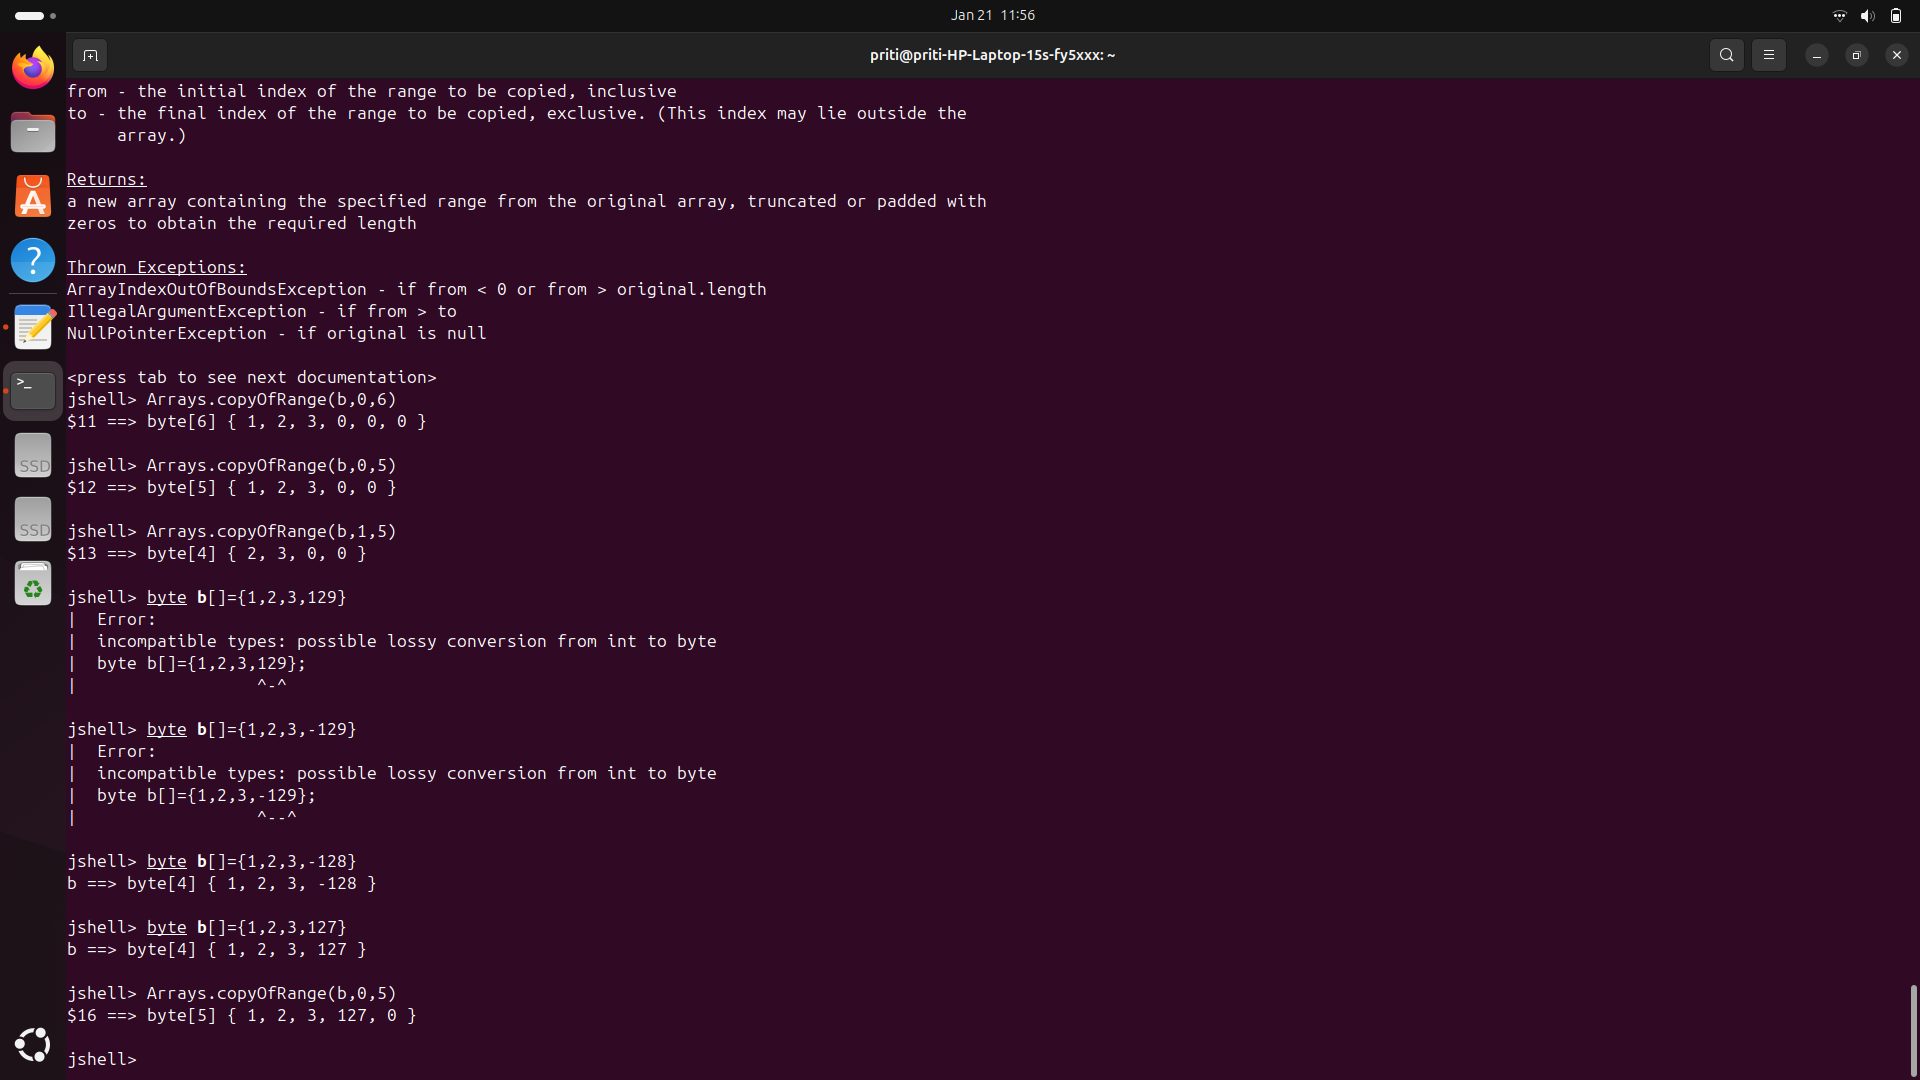 Jan 21 11:56
priti@priti-HP-Laptop-15s-fy5xxx: ~
from - the initial index of the range to be copied, inclusive
to - the final index of the range to be copied, exclusive. (This index may lie outside the
     array.)
Returns:
a new array containing the specified range from the original array, truncated or padded with
zeros to obtain the required length
Thrown Exceptions:
ArrayIndexOutOfBoundsException - if from < 0 or from > original.length
IllegalArgumentException - if from > to
NullPointerException - if original is null
<press tab to see next documentation>
jshell> Arrays.copyOfRange(b,0,6)
$11 ==> byte[6] { 1, 2, 3, 0, 0, 0 }
jshell> Arrays.copyOfRange(b,0,5)
$12 ==> byte[5] { 1, 2, 3, 0, 0 }
jshell> Arrays.copyOfRange(b,1,5)
$13 ==> byte[4] { 2, 3, 0, 0 }
jshell> byte b[]={1,2,3,129}
|  Error:
|  incompatible types: possible lossy conversion from int to byte
|  byte b[]={1,2,3,129};
|                  ^-^
jshell> byte b[]={1,2,3,-129}
|  Error:
|  incompatible types: possible lossy conversion from int to byte
|  byte b[]={1,2,3,-129};
|                  ^--^
jshell> byte b[]={1,2,3,-128}
b ==> byte[4] { 1, 2, 3, -128 }
jshell> byte b[]={1,2,3,127}
b ==> byte[4] { 1, 2, 3, 127 }
jshell> Arrays.copyOfRange(b,0,5)
$16 ==> byte[5] { 1, 2, 3, 127, 0 }
jshell>
SSD
SSD